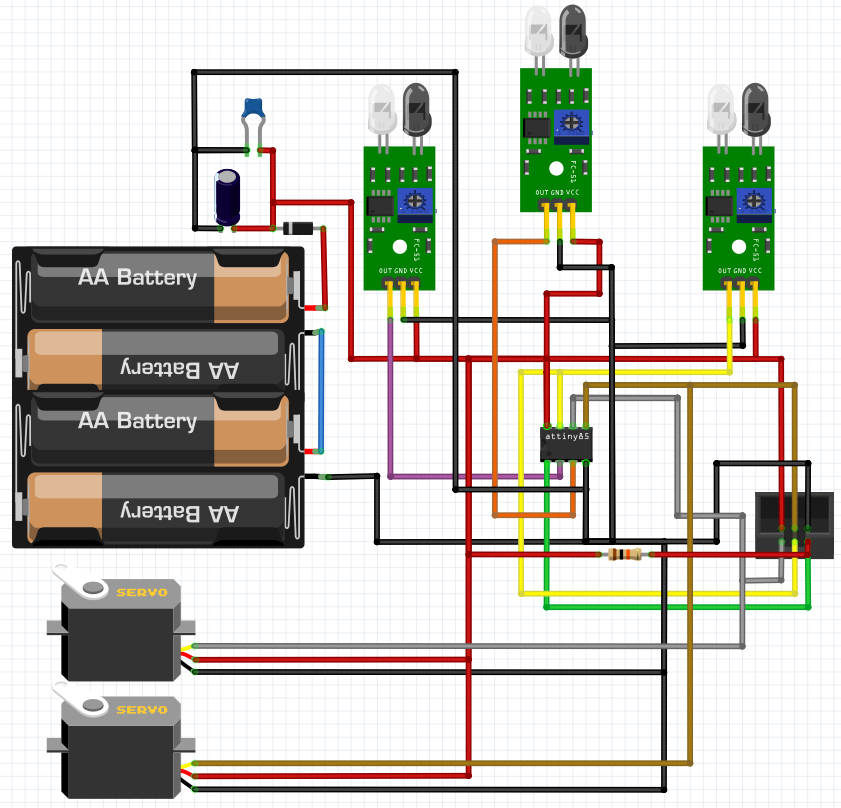 FC-51
OUT GND VCC
FC-51
OUT GND VCC
FC-51
OUT GND VCC
AA Battery
AA Battery
AA Battery
AA Battery
attiny85
SERVO
SERVO